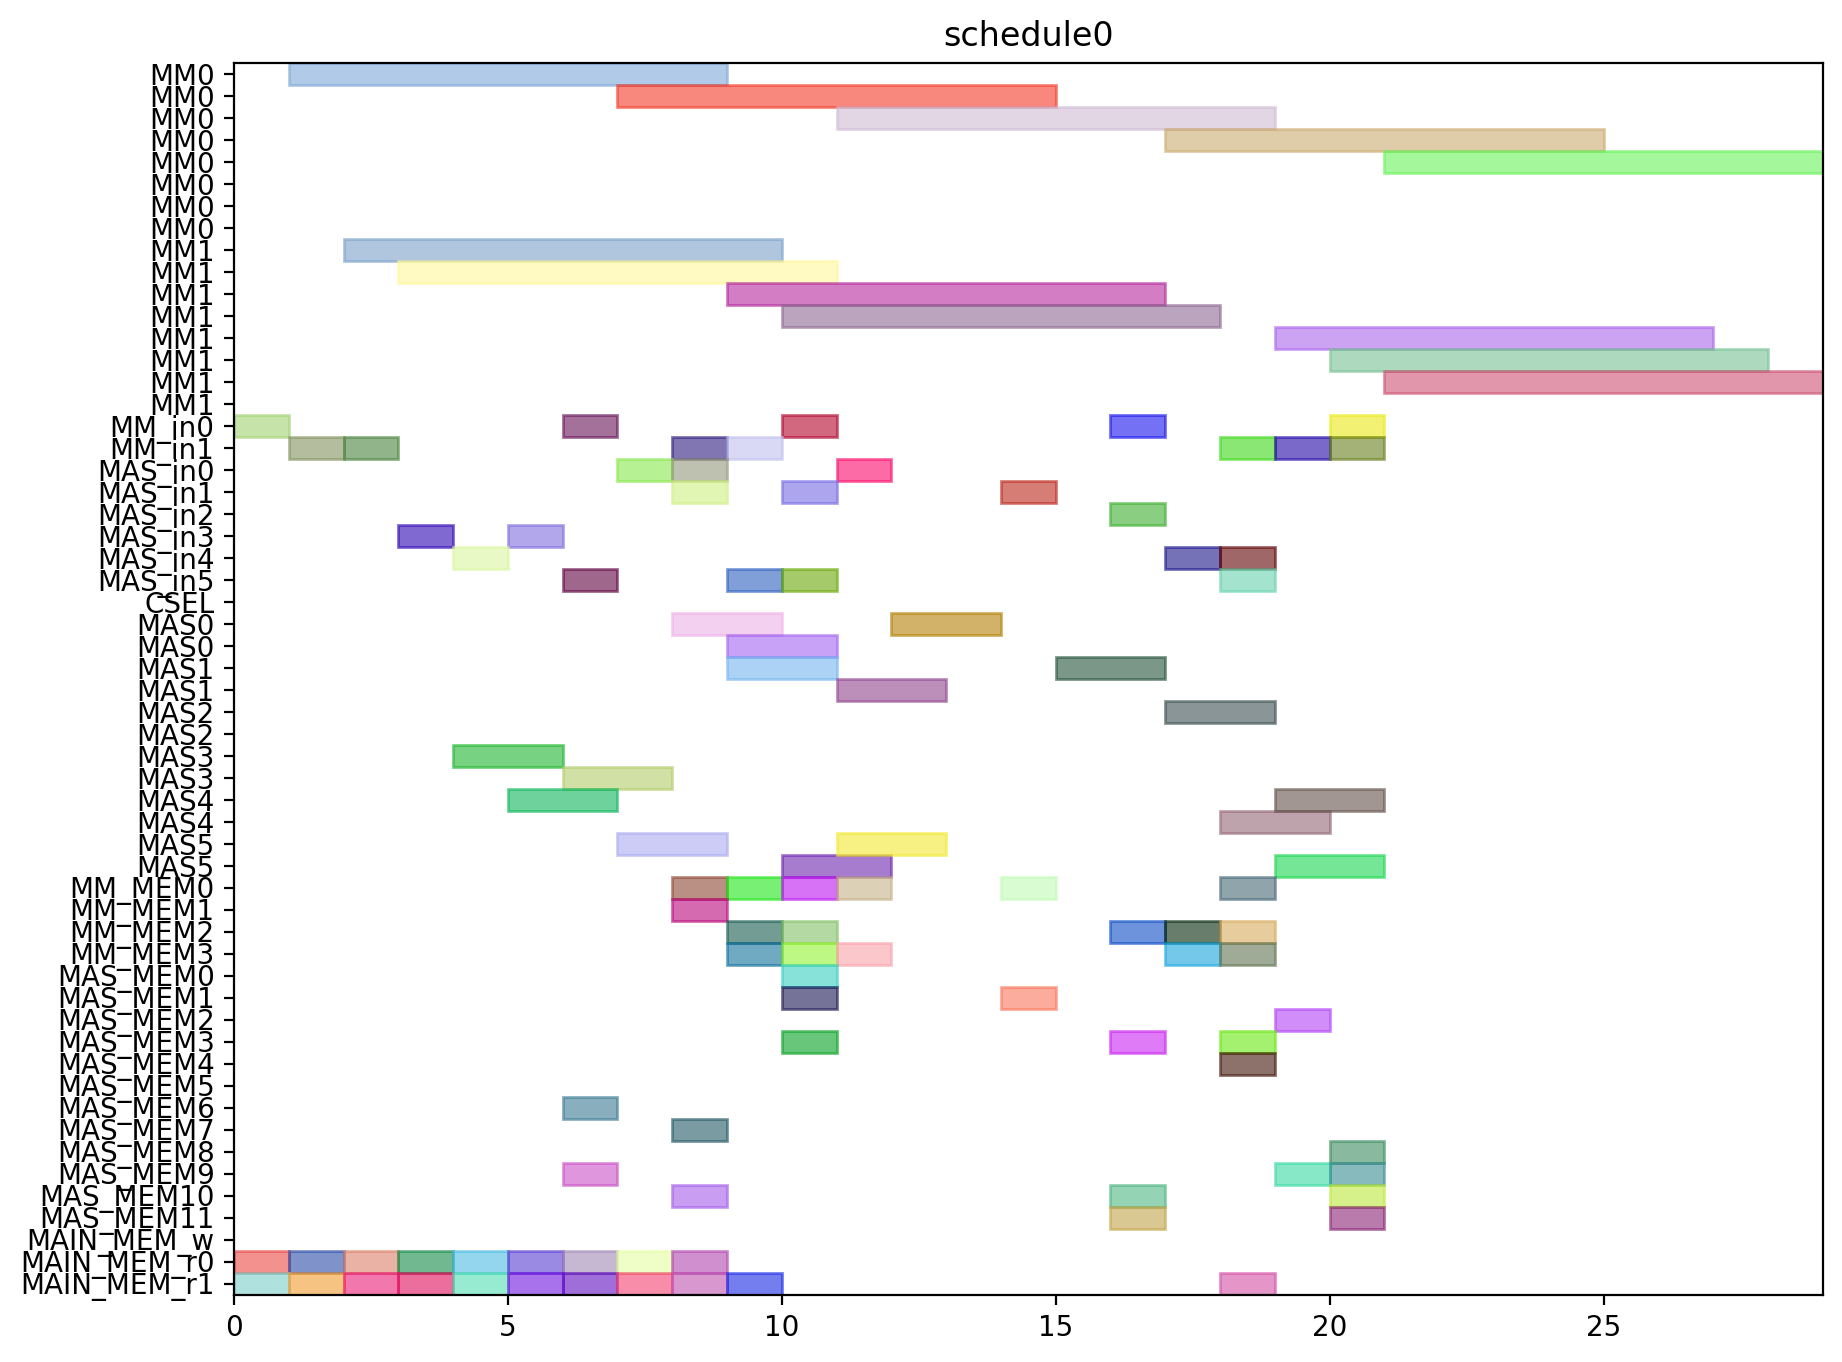 schedule0
MM0
MM0
MM0
MM0
MM0
MM0
MM0
MM0
MM1
MM1
MM1
MM1
MM1
MM1
MM1
MM1
MM_in0
MM_in1
MAS_in0
MAS_in1
MAS_in2
MAS_in3
MAS_in4
MAS_in5
CSEL
MAS0
MAS0
MAS1
MAS1
MAS2
MAS2
MAS3
MAS3
MAS4
MAS4
MAS5
MAS5
MM_MEM0
MM_MEM1
MM_MEM2
MM_MEM3
MAS_MEM0
MAS_MEM1
MAS_MEM2
MAS_MEM3
MAS_MEM4
MAS_MEM5
MAS_MEM6
MAS_MEM7
MAS_MEM8
MAS_MEM9
MAS_MEM10
MAS_MEM11
MAIN_MEM_w
MAIN_MEM_r0
MAIN_MEM_r1
0 5 10 15 20 25